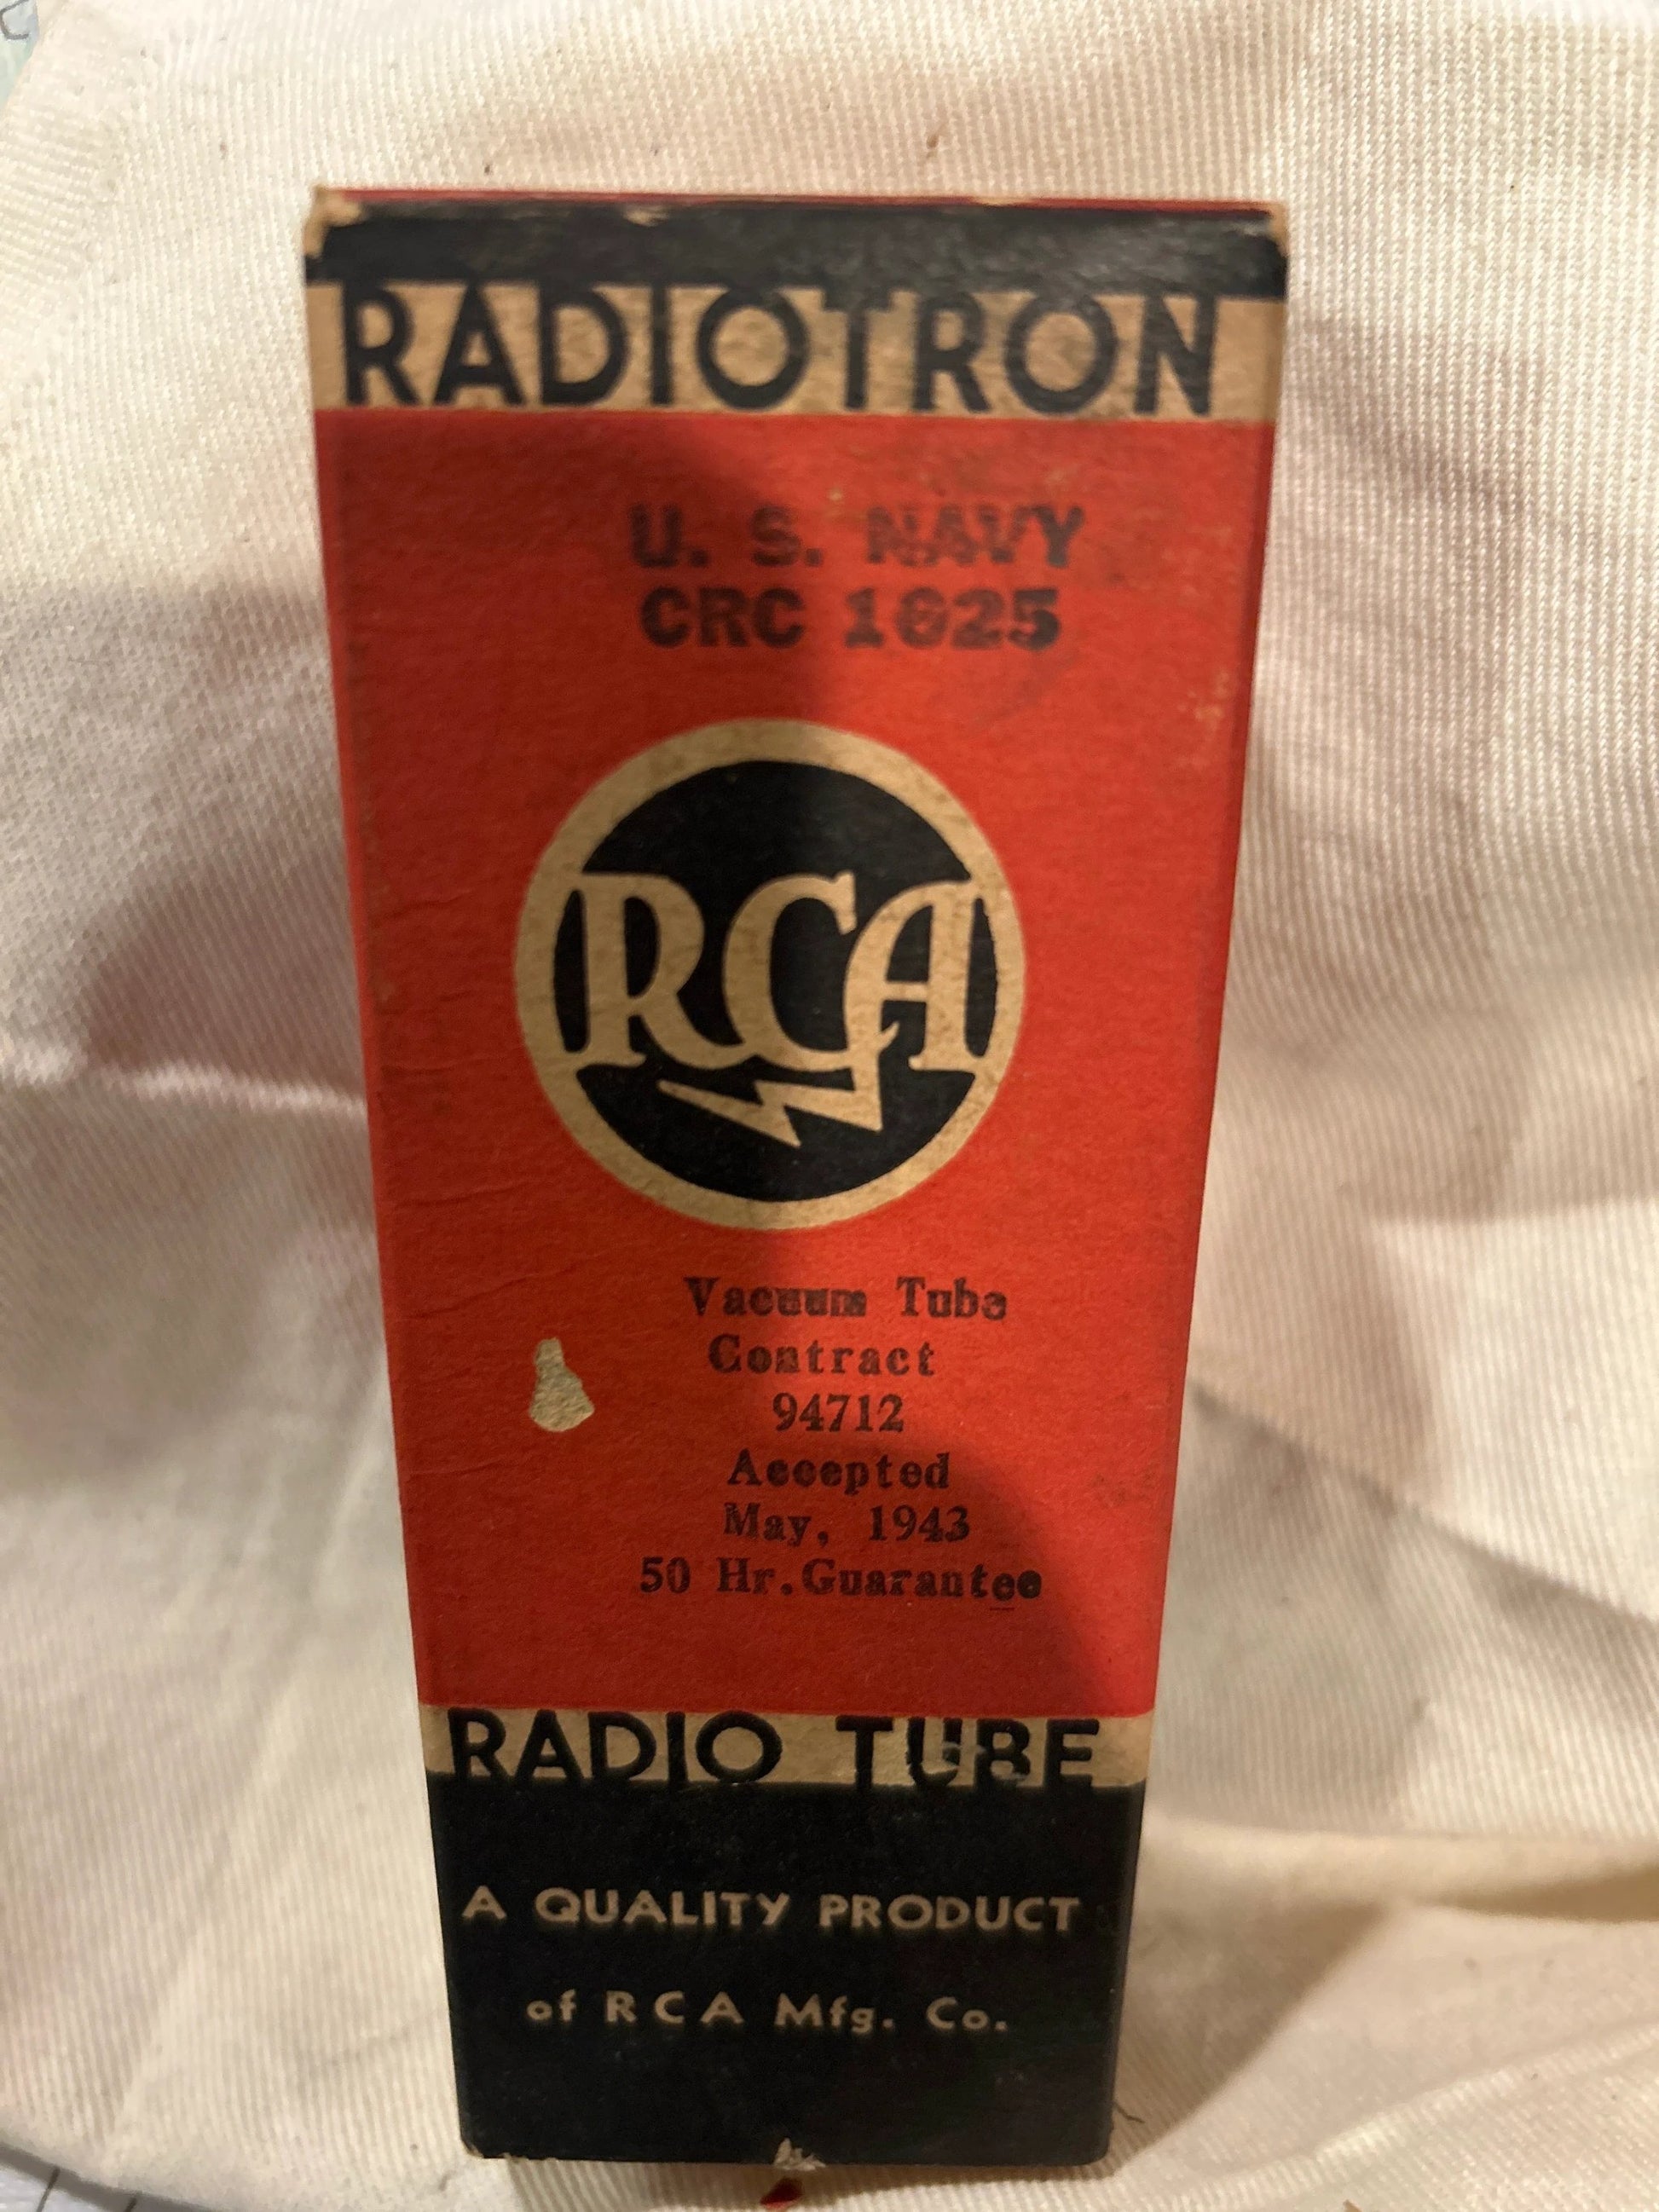 RADIOTRON
U. S. NAVY
CRC 1625
RCA
Vacuum Tube
Contract
94712
Accepted
May, 1943
50 Hr.Guarantee
RADIO TUBE
A QUALITY PRODUCT
of RCA Mfg. Co.